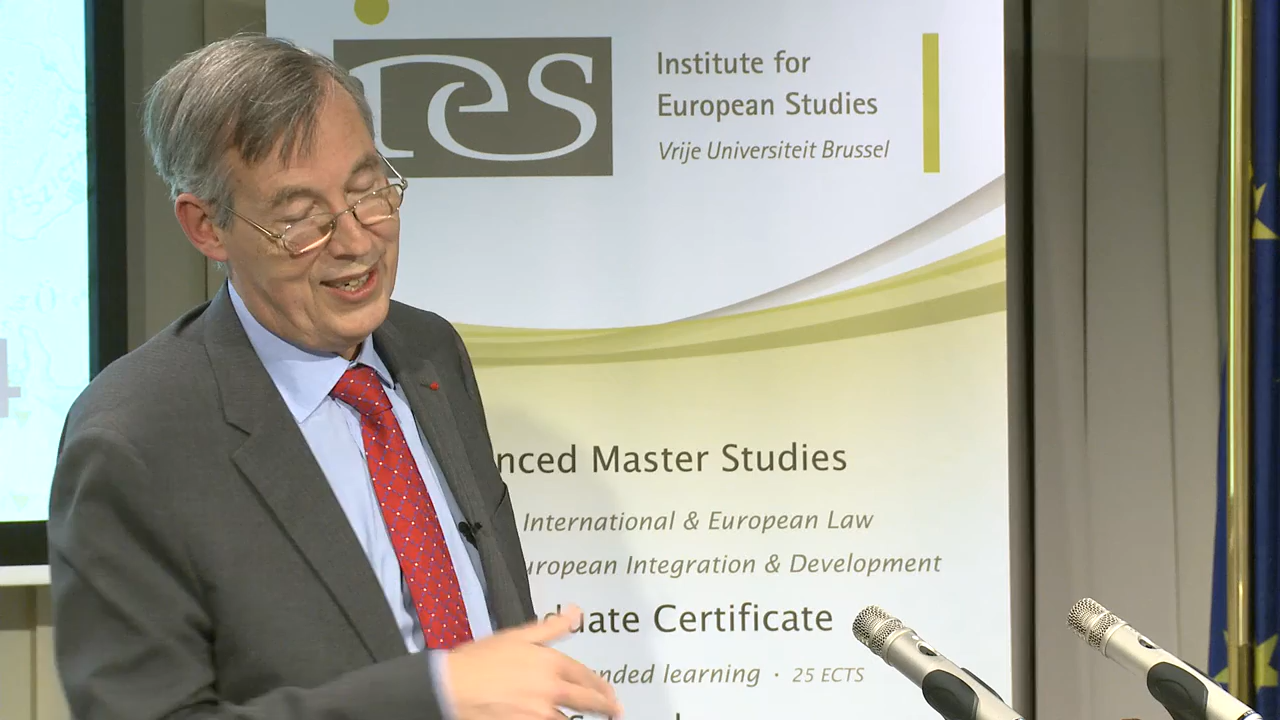 ies
Institute for
European Studies
Vrije Universiteit Brussel
nced Master Studies
International & European Law
uropean Integration & Development
duate Certificate
nded learning · 25 ECTS
4